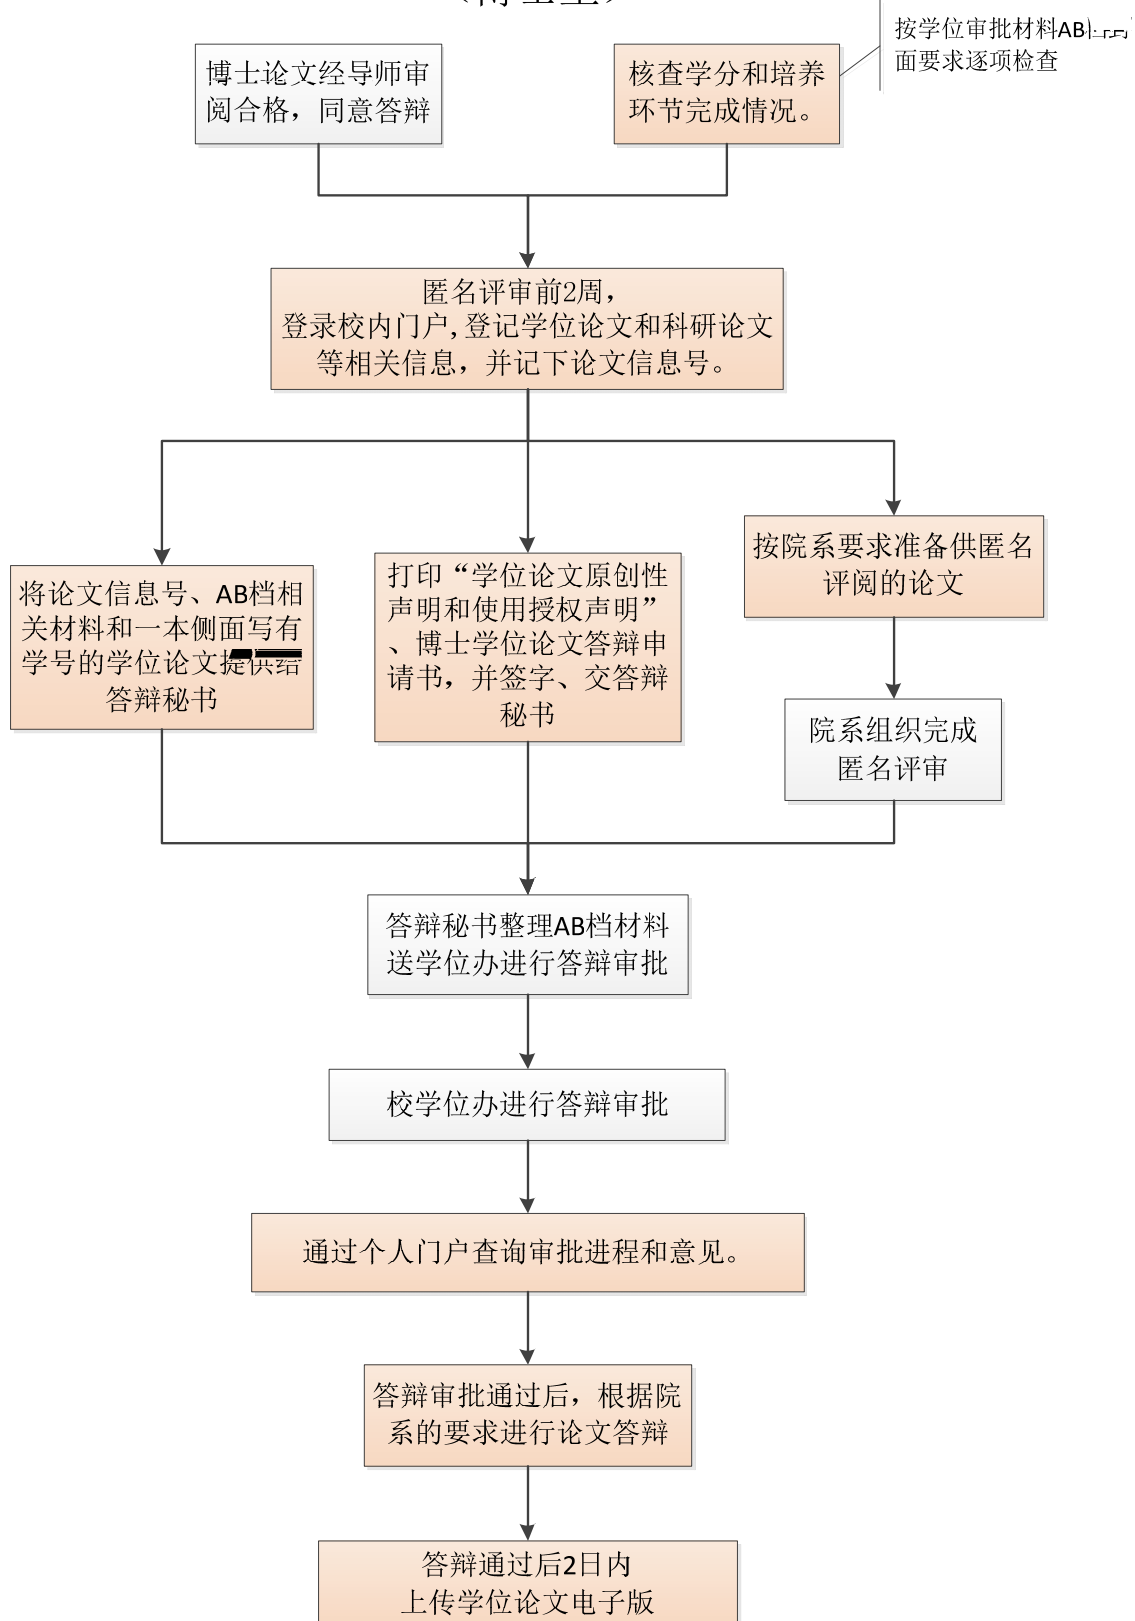 博士论文经导师审
阅合格，同意答辩
核查学分和培养
环节完成情况。
按学位审批材料AB
面要求逐项检查
匿名评审前2周，
登录校内门户,登记学位论文和科研论文
等相关信息，并记下论文信息号。
将论文信息号、AB档相
关材料和一本侧面写有
学号的学位论文提供给
答辩秘书
打印“学位论文原创性
声明和使用授权声明”
、博士学位论文答辩申
请书，并签字、交答辩
秘书
按院系要求准备供匿名
评阅的论文
院系组织完成
匿名评审
答辩秘书整理AB档材料
送学位办进行答辩审批
校学位办进行答辩审批
通过个人门户查询审批进程和意见。
答辩审批通过后，根据院
系的要求进行论文答辩
答辩通过后2日内
上传学位论文电子版